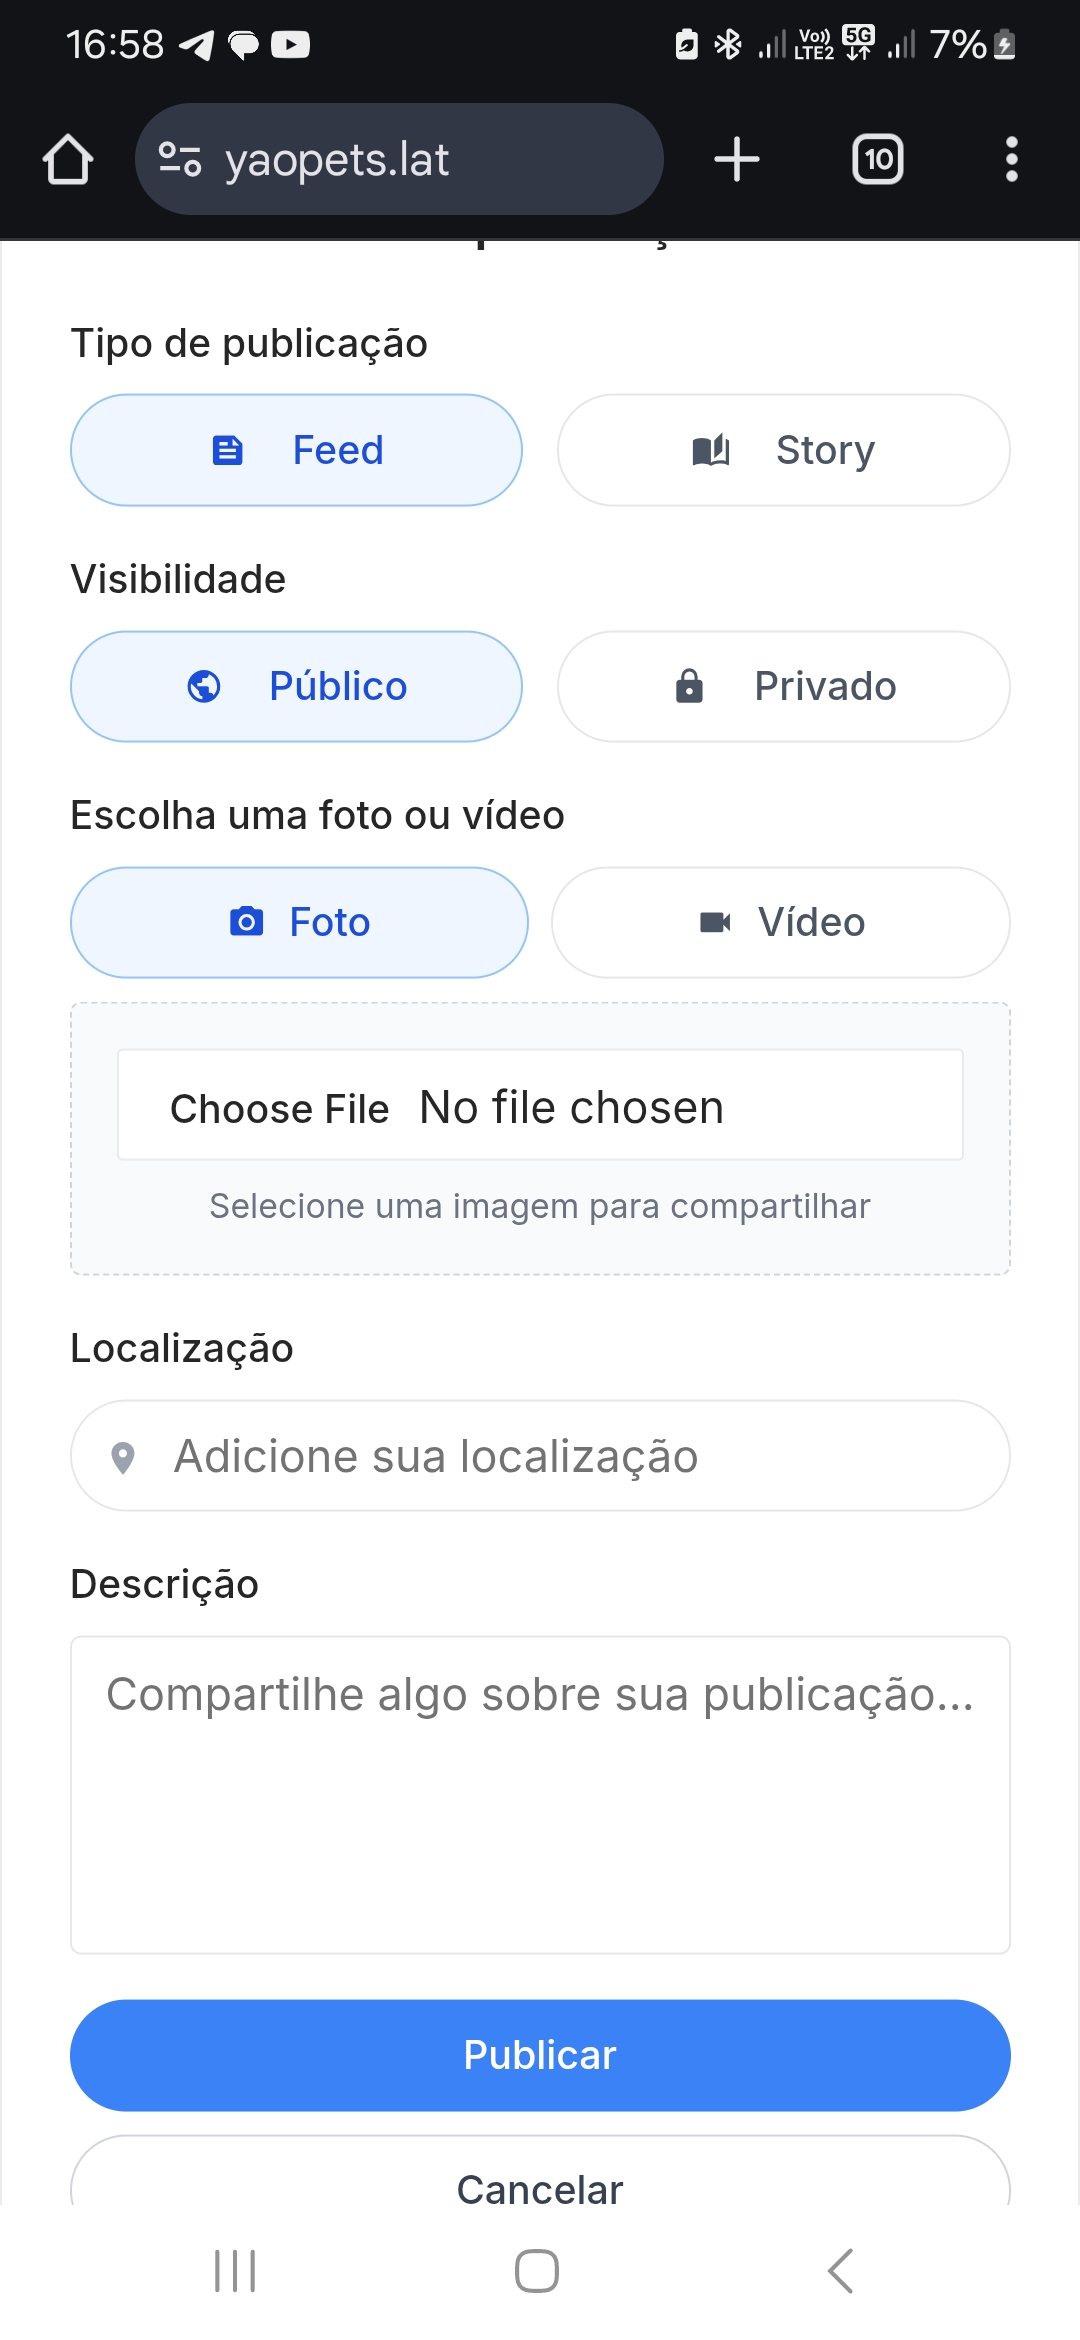 16:58 Vo)) LTE2 5G 7%
yaopets.lat 10
Tipo de publicação
Feed Story
Visibilidade
Público Privado
Escolha uma foto ou vídeo
Foto Vídeo
Choose File No file chosen
Selecione uma imagem para compartilhar
Localização
Adicione sua localização
Descrição
Compartilhe algo sobre sua publicação...
Publicar
Cancelar